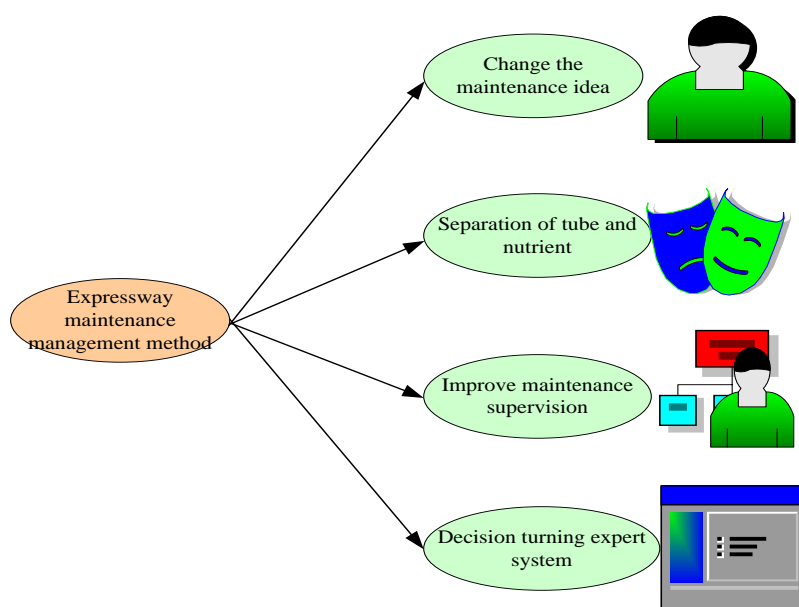 Change the
maintenance idea
Separation of tube and
nutrient
Expressway
maintenance
management method
Improve maintenance
supervision
Decision turning expert
system